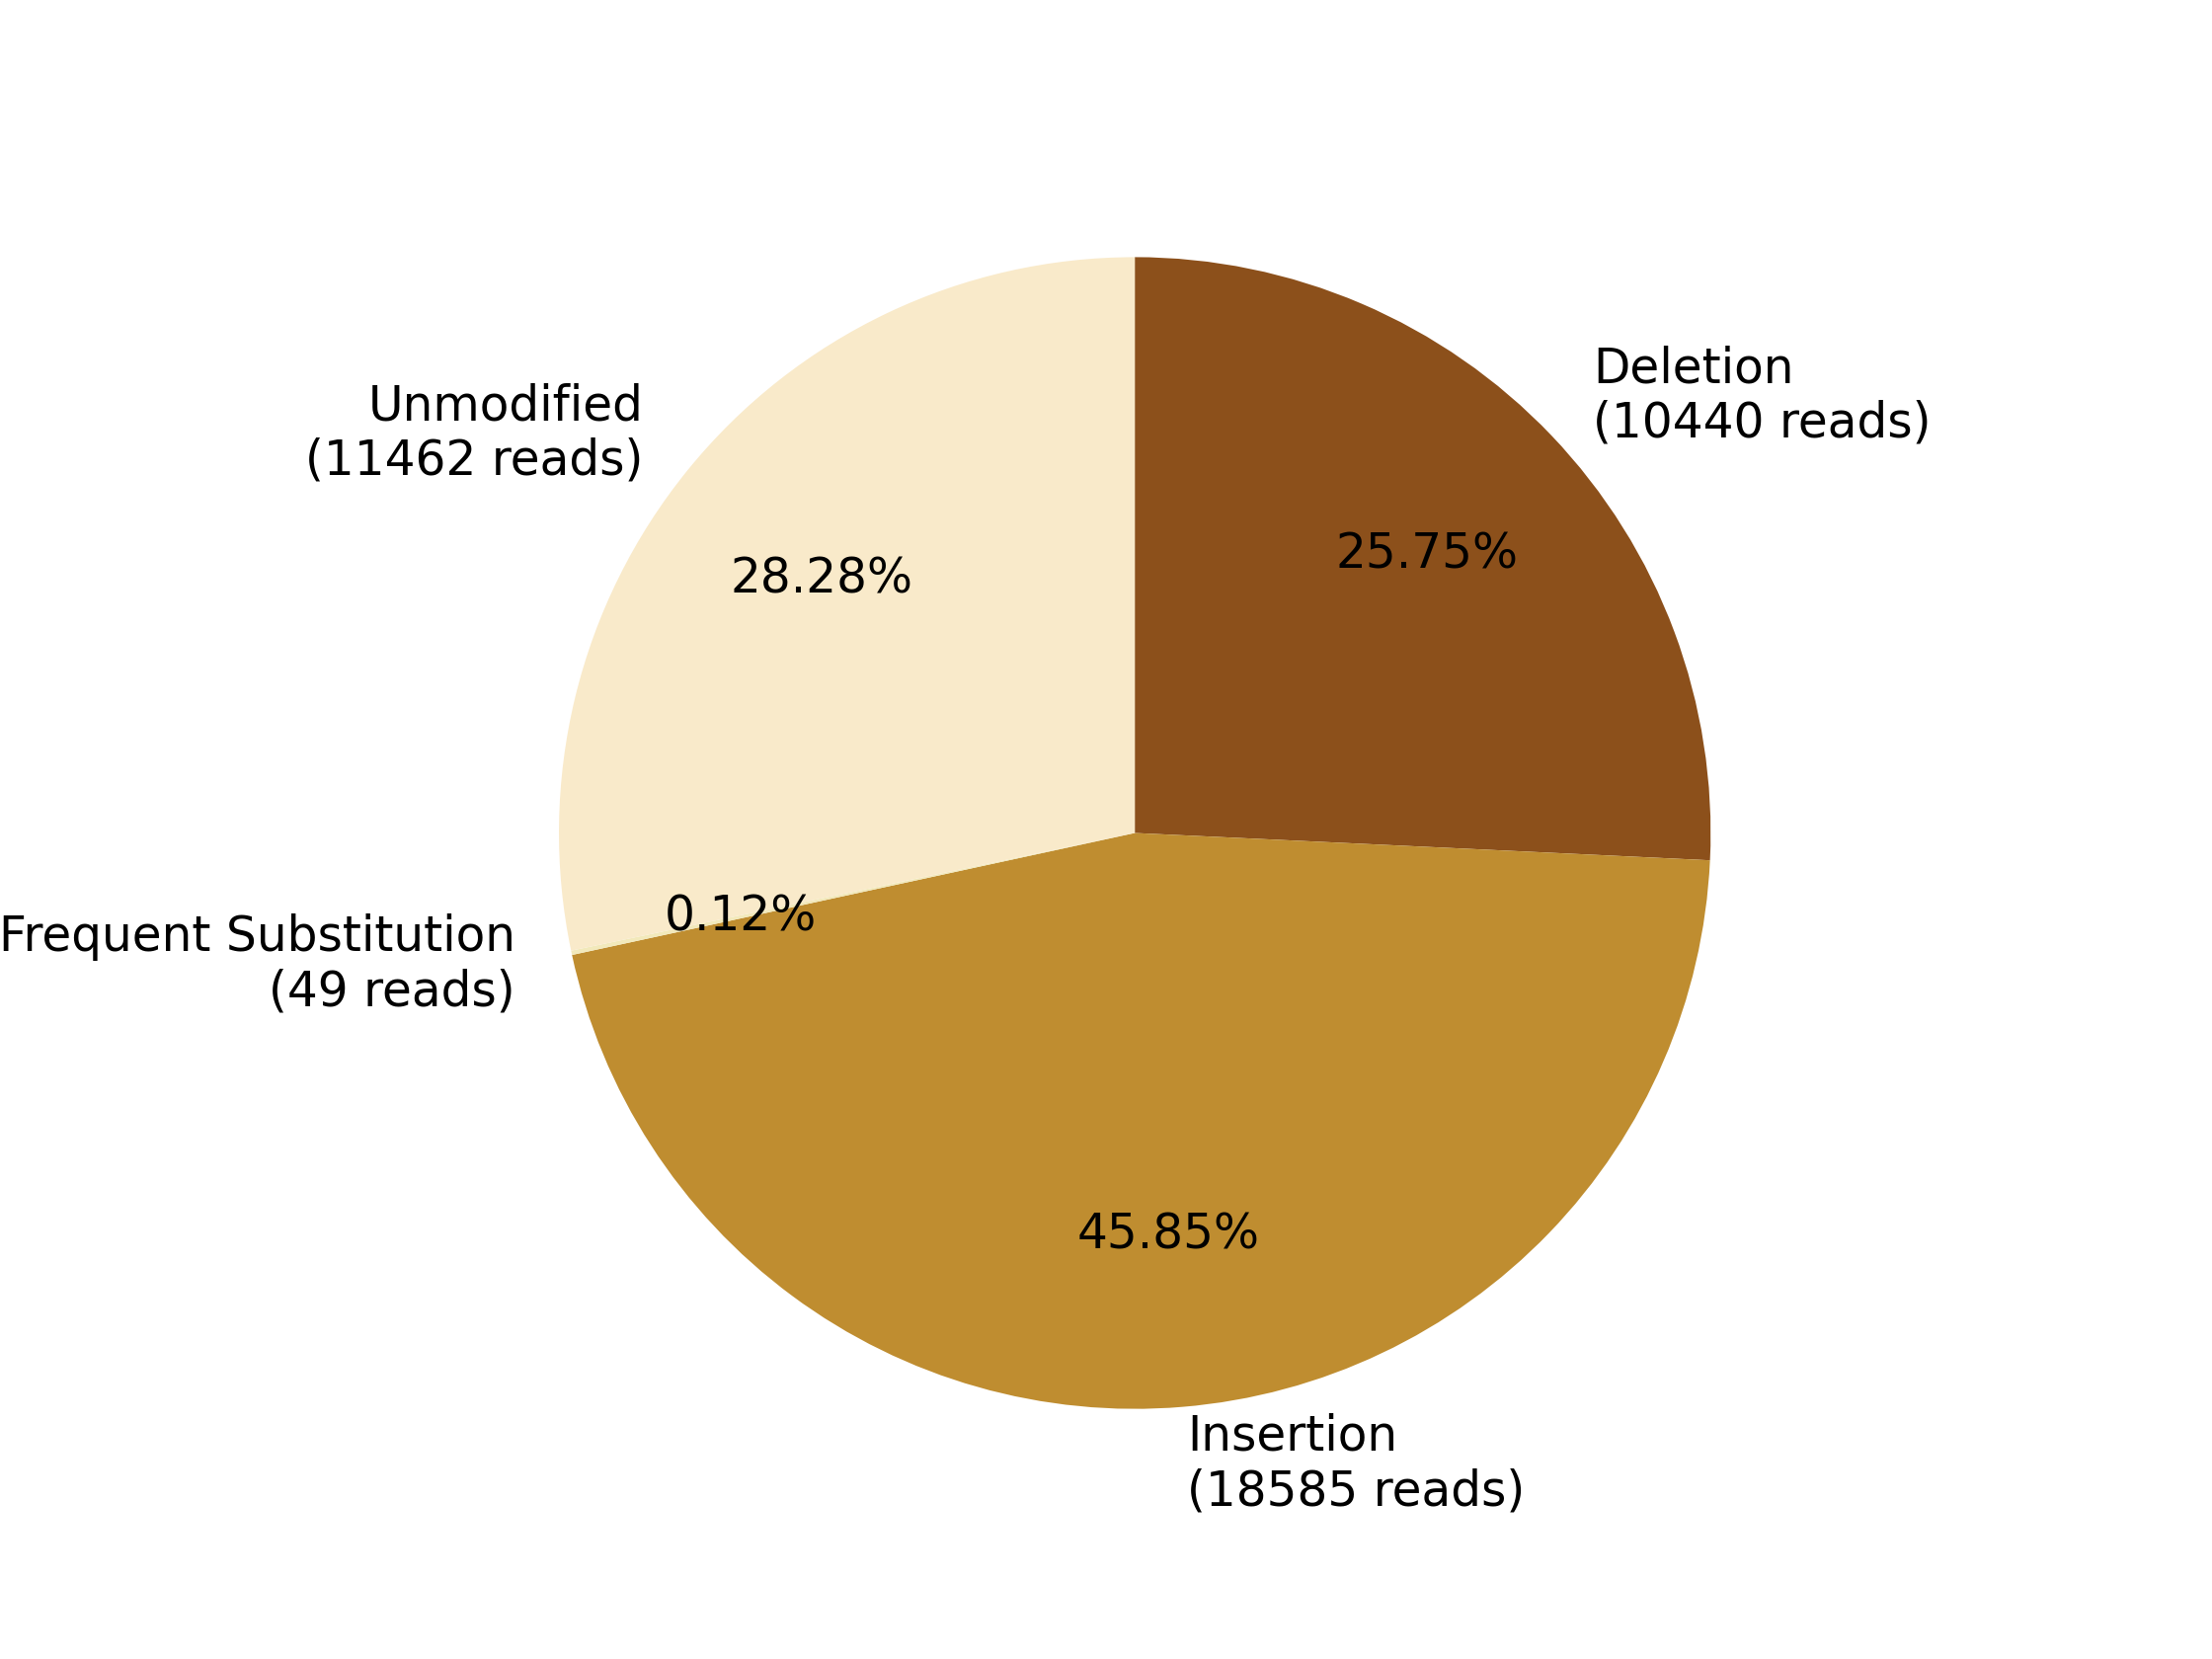 Deletion
(10440 reads)
25.75%
Unmodified
(11462 reads)
28.28%
0.12%
Frequent Substitution
(49 reads)
45.85%
Insertion
(18585 reads)